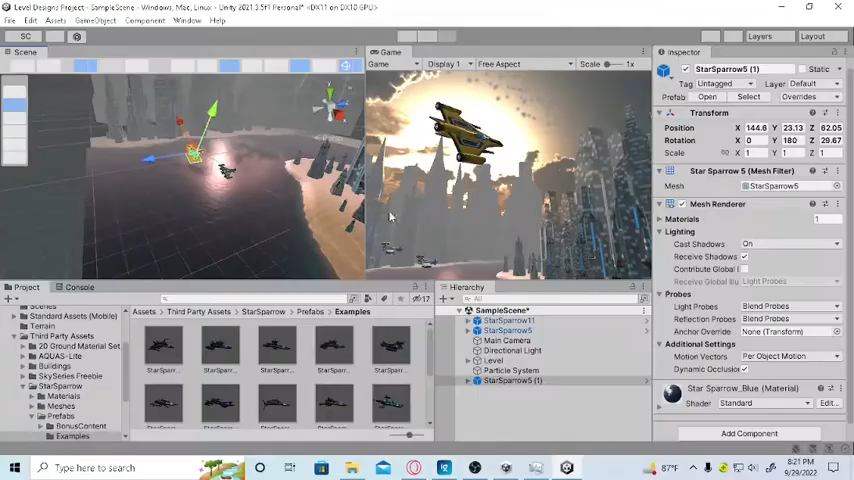 Level Designs Project - SampleScene - Windows, Mac, Linux - Unity 2021.3.5f1 Personal* <DX11 on DX10 GPU>
File Edit Assets GameObject Component Window Help
SC Layers Layout
Scene
Game
Game Display 1 Free Aspect Scale 1x
Inspector
StarSparrow5 (1) Static
Tag Untagged Layer Default
Prefab Open Select Overrides
Transform
Position X 144.6 Y 23.13 Z 62.05
Rotation X 0 Y 180 Z 29.67
Scale X 1 Y 1 Z 1
Star Sparrow 5 (Mesh Filter)
Mesh StarSparrow5
Mesh Renderer
Materials 1
Lighting
Cast Shadows On
Receive Shadows
Contribute Global I
Receive Global Illu Light Probes
Probes
Light Probes Blend Probes
Reflection Probes Blend Probes
Anchor Override None (Transform)
Additional Settings
Motion Vectors Per Object Motion
Dynamic Occlusion
Star Sparrow_Blue (Material)
Shader Standard Edit...
Add Component
Project Console
17
Scenes
Standard Assets (Mobile)
Terrain
Third Party Assets
20 Ground Material Set
AQUAS-Lite
Buildings
SkySeries Freebie
StarSparrow
Materials
Meshes
Prefabs
BonusContent
Examples
Assets > Third Party Assets > StarSparrow > Prefabs > Examples
StarSparr... StarSparr... StarSparr... StarSparr... StarSparr...
Hierarchy
All
SampleScene*
StarSparrow11
StarSparrow5
Main Camera
Directional Light
Level
Particle System
StarSparrow5 (1)
Type here to search
87°F
8:21 PM
9/29/2022